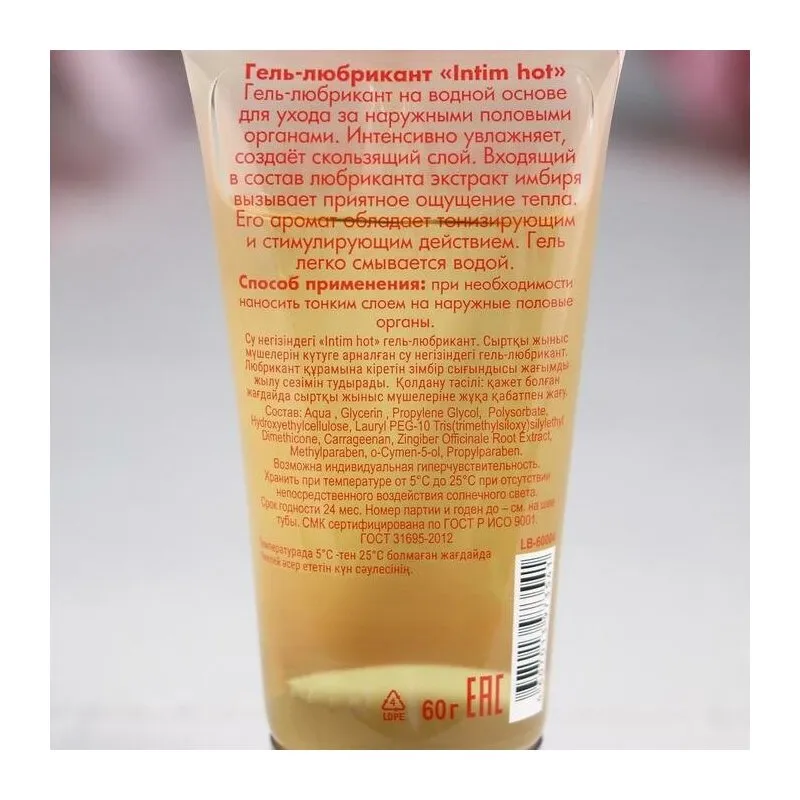 Гель-любрикант «Intim hot»
Гель-любрикант на водной основе
для ухода за наружными половыми
органами. Интенсивно увлажняет,
создаёт скользящий слой. Входящий
в состав любриканта экстракт имбиря
вызывает приятное ощущение тепла.
Его аромат обладает тонизирующим
и стимулирующим действием. Гель
легко смывается водой.
Способ применения: при необходимости
наносить тонким слоем на наружные половые
органы.
Су негізіндегі «Intim hot» гель-любрикант. Сыртқы жыныс
мүшелерін күтуге арналған су негізіндегі гель-любрикант.
Любрикант құрамына кіретін зімбір сығындысы жағымды
жылу сезімін тудырады. Қолдану тәсілі: қажет болған
жағдайда сыртқы жыныс мүшелеріне жұқа қабатпен жағу.
Состав: Aqua , Glycerin , Propylene Glycol, Polysorbate,
Hydroxyethylcellulose, Lauryl PEG-10 Tris(trimethylsiloxy)silylethyl
Dimethicone, Carrageenan, Zingiber Officinale Root Extract,
Methylparaben, o-Cymen-5-ol, Propylparaben.
Возможна индивидуальная гиперчувствительность.
Хранить при температуре от 5°С до 25°С при отсутствии
непосредственного воздействия солнечного света.
Срок годности 24 мес. Номер партии и годен до – см. на шве
тубы. СМК сертифицирована по ГОСТ Р ИСО 9001.
ГОСТ 31695-2012
5°С -тен 25°С болмаған жағдайда
әсер ететін күн сәулесінің.
4
LDPE
60 г
EAC